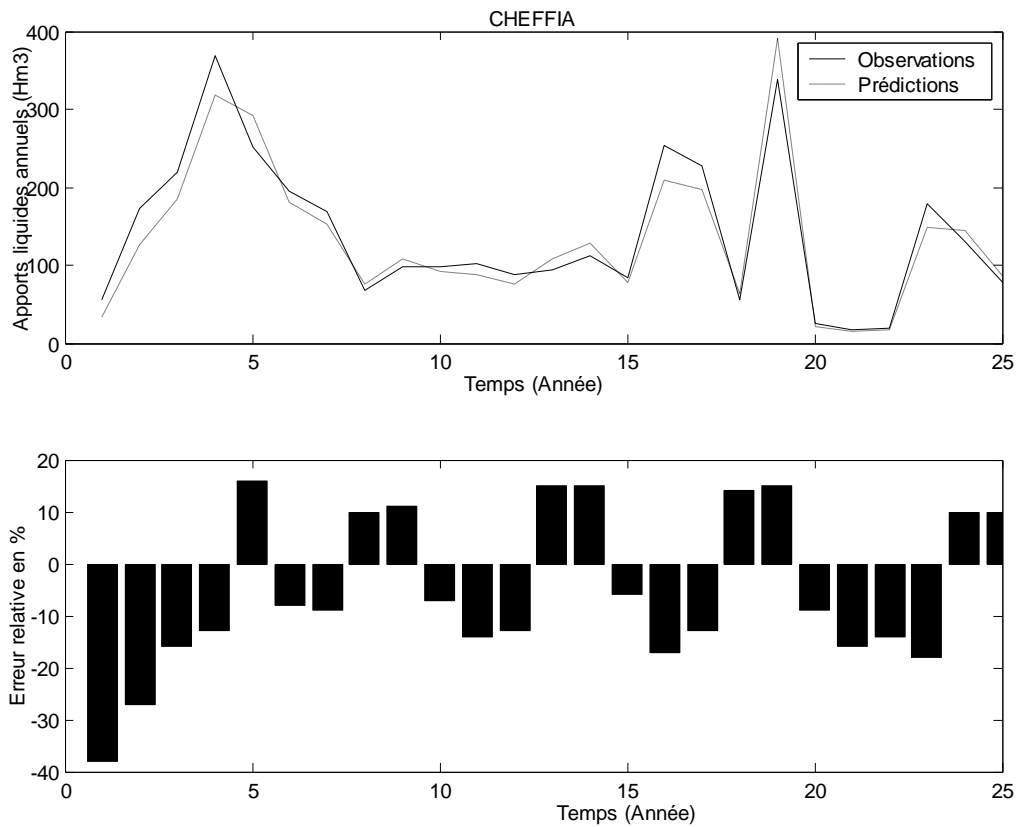 CHEFFIA
Apports liquides annuels (Hm3)
400
300
200
100
0
Observations
Prédictions
0 5 10 15 20 25
Temps (Année)
Erreur relative en %
20
10
0
-10
-20
-30
-40
0 5 10 15 20 25
Temps (Année)